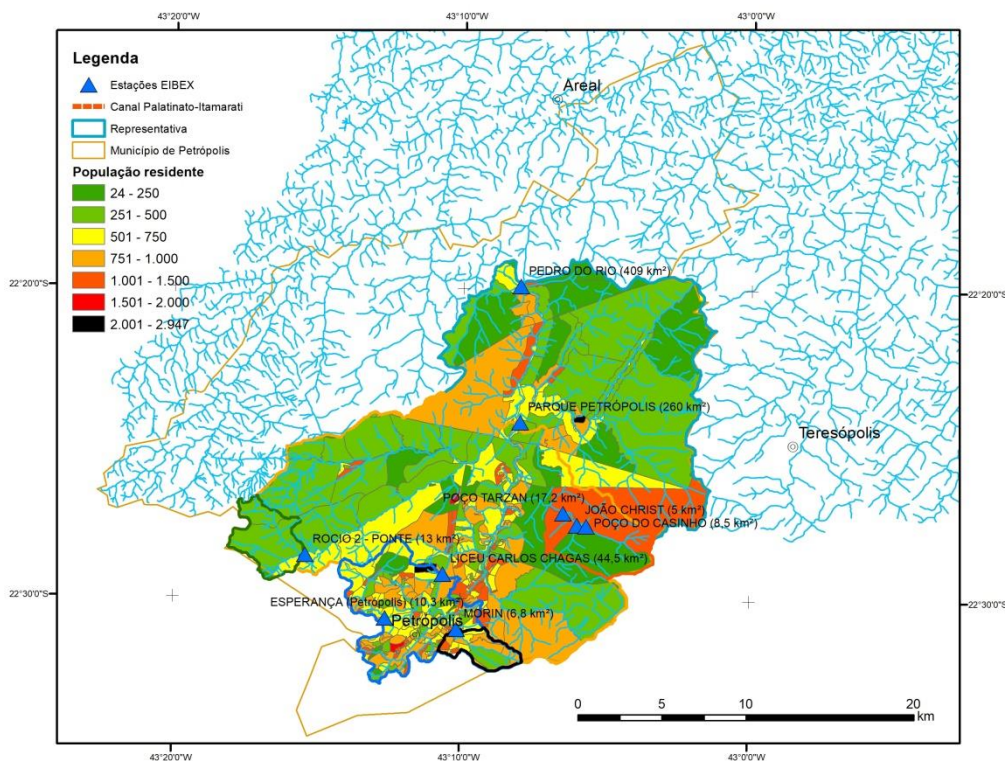 43°20'0"W
43°10'0"W
43°0'0"W
Legenda
Estações EIBEX
Canal Palatinato-Itamarati
Representativa
Município de Petrópolis
População residente
24 - 250
251 - 500
501 - 750
751 - 1.000
1.001 - 1.500
1.501 - 2.000
2.001 - 2.947
Areal
22°20'0"S
22°20'0"S
PEDRO DO RIO (409 km²)
PARQUE PETRÓPOLIS (260 km²)
Teresópolis
POÇO TARZAN (17,2 km²)
JOÃO CHRIST (5 km²)
POÇO DO CASINHO (8,5 km²)
ROCIO 2 - PONTE (13 km²)
LICEU CARLOS CHAGAS (44,5 km²)
22°30'0"S
22°30'0"S
ESPERANÇA (Petrópolis) (10,3 km²)
MORIN (6,8 km²)
Petrópolis
0 5 10 20
km
43°20'0"W
43°10'0"W
43°0'0"W